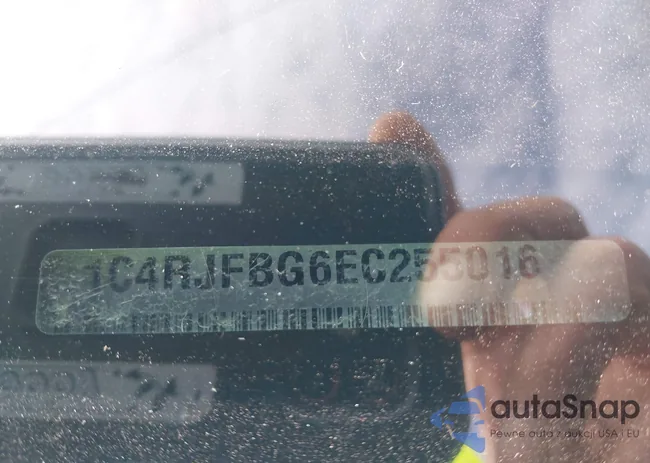 1C4RJFBG6EC255016
autaSnap
Pewne auta z aukcji USA i EU